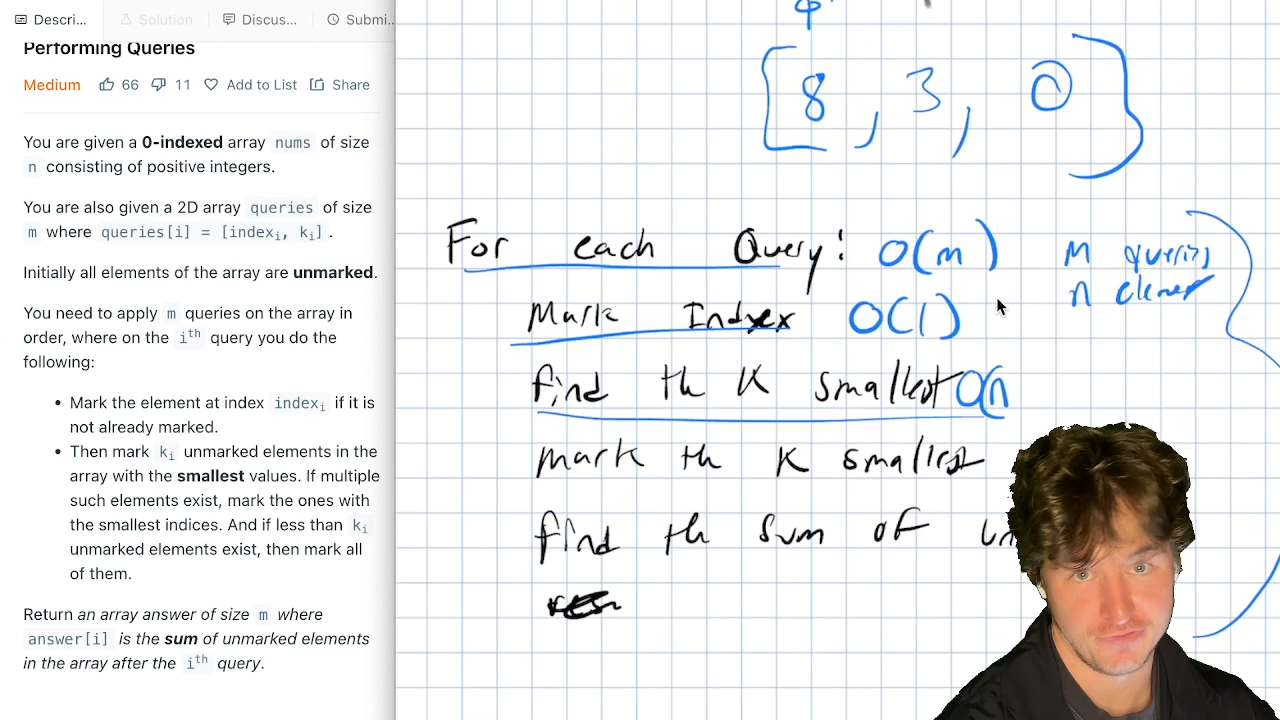 Descri...
Solution
Discus...
Submi...
Performing Queries
Medium 66 11 Add to List Share
You are given a 0-indexed array nums of size
n consisting of positive integers.
You are also given a 2D array queries of size
m where queries[i] = [indexi, ki].
Initially all elements of the array are unmarked.
You need to apply m queries on the array in
order, where on the ith query you do the
following:
Mark the element at index indexi if it is
not already marked.
Then mark ki unmarked elements in the
array with the smallest values. If multiple
such elements exist, mark the ones with
the smallest indices. And if less than ki
unmarked elements exist, then mark all
of them.
Return an array answer of size m where
answer[i] is the sum of unmarked elements
in the array after the ith query.
[8, 3, 0]
For each Query: O(m)
m queries
n
Mark Index O(1)
find th K smallest O(n
mark th K smallest
find th sum of un